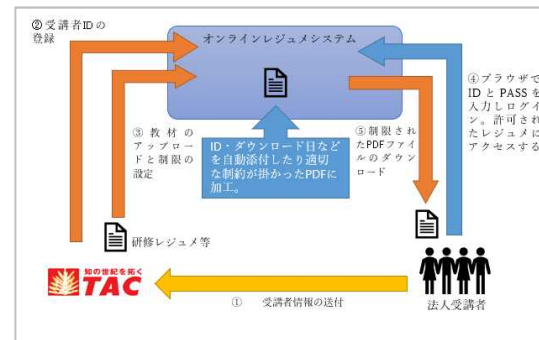 ②受講者IDの
登録
オンラインレジュメシステム
③教材の
アップロー
ドと制限の
設定
ID・ダウンロード日など
を自動添付したり適切
な制約が掛かったPDFに
加工。
⑤制限され
たPDFファイ
ルのダウン
ロード
④ブラウザで
IDとPASSを
入力しログイ
ン。許可され
たレジュメに
アクセスする
研修レジュメ等
知の世紀を拓く
TAC
① 受講者情報の送付
法人受講者